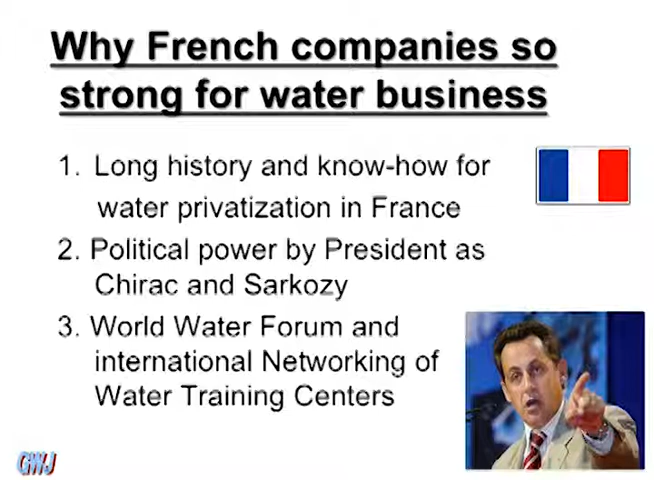 Why French companies so
strong for water business
1. Long history and know-how for
water privatization in France
2. Political power by President as
Chirac and Sarkozy
3. World Water Forum and
international Networking of
Water Training Centers
GWJ